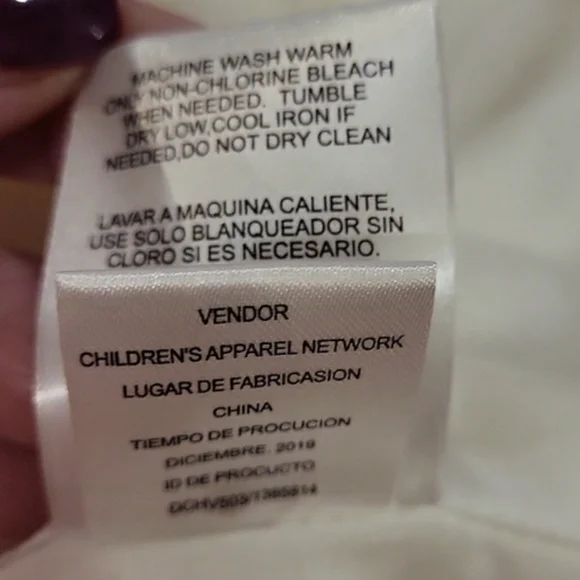 MACHINE WASH WARM
ONLY NON-CHLORINE BLEACH
WHEN NEEDED. TUMBLE
DRY LOW,COOL IRON IF
NEEDED,DO NOT DRY CLEAN
LAVAR A MAQUINA CALIENTE,
USE SOLO BLANQUEADOR SIN
CLORO SI ES NECESARIO.
VENDOR
CHILDREN'S APPAREL NETWORK
LUGAR DE FABRICASION
CHINA
TIEMPO DE PROCUCION
DICIEMBRE. 2019
ID DE PROCUCTO